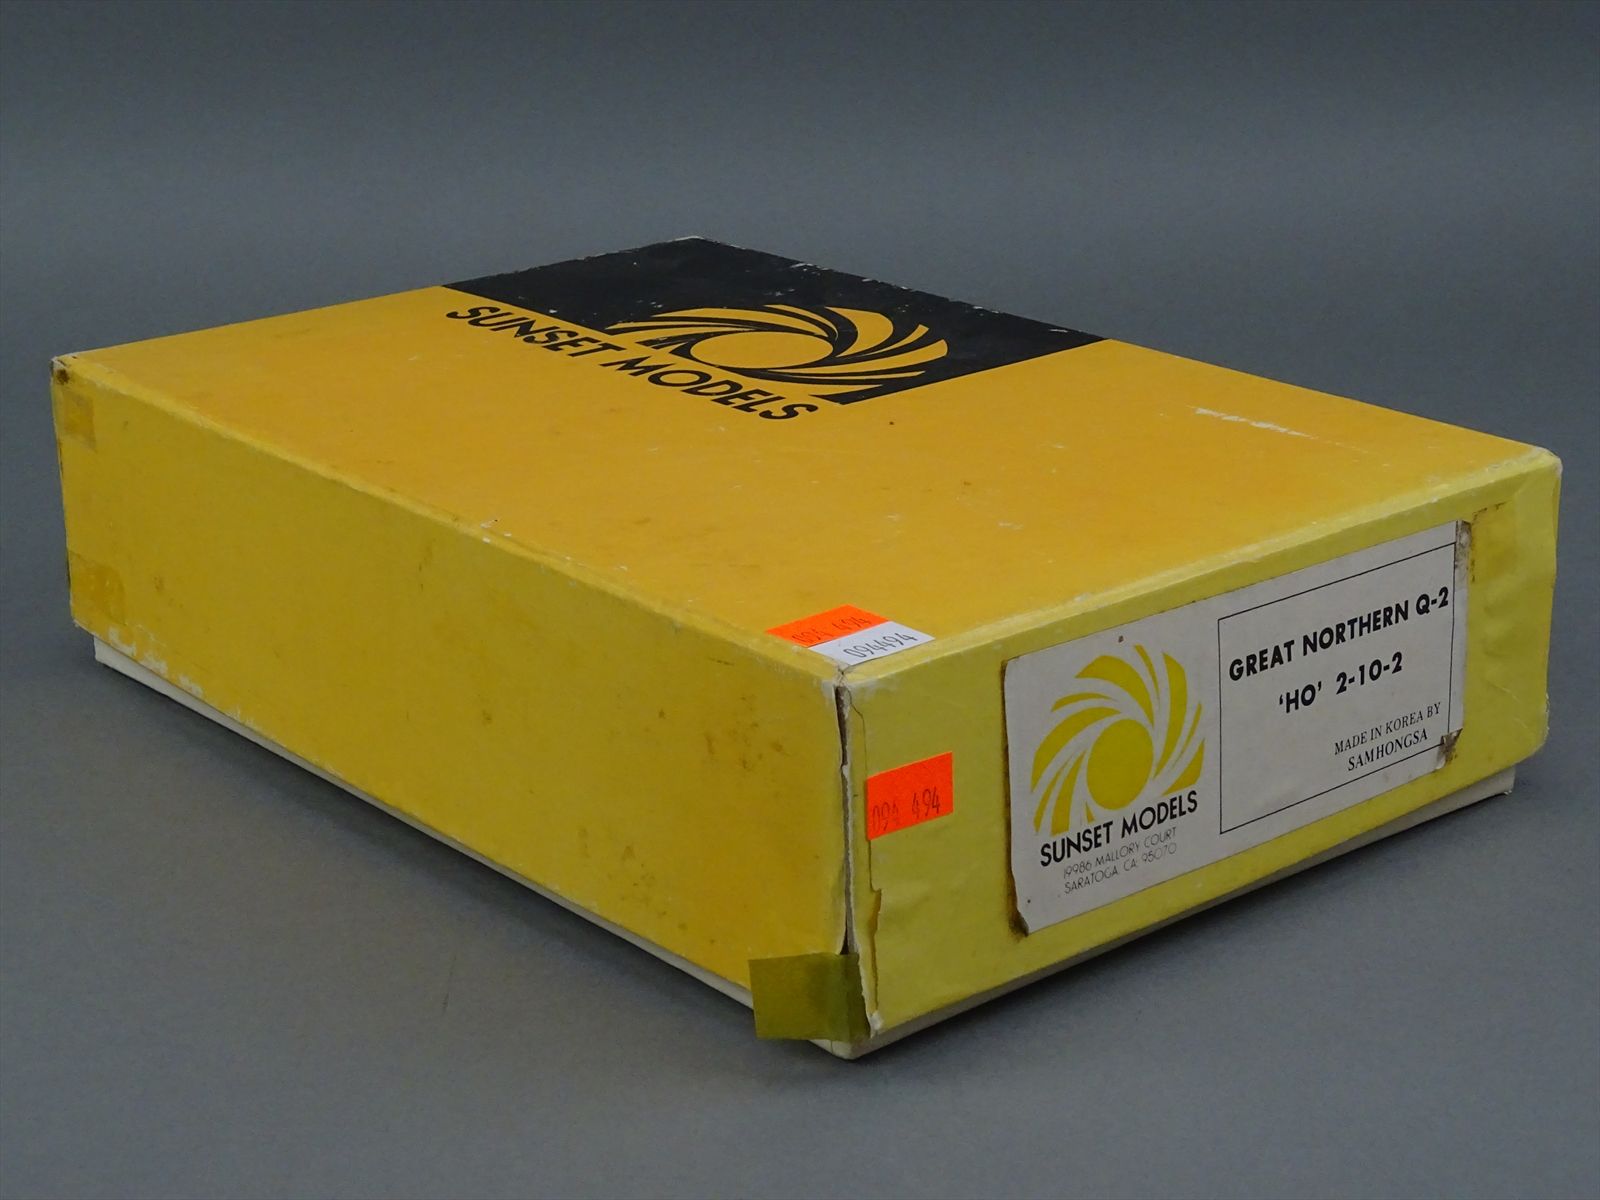 SUNSET MODELS
094 494
094494
094 494
GREAT NORTHERN Q-2
'HO' 2-10-2
MADE IN KOREA BY
SAMHONGSA
SUNSET MODELS
19986 MALLORY COURT
SARATOGA, CA. 95070